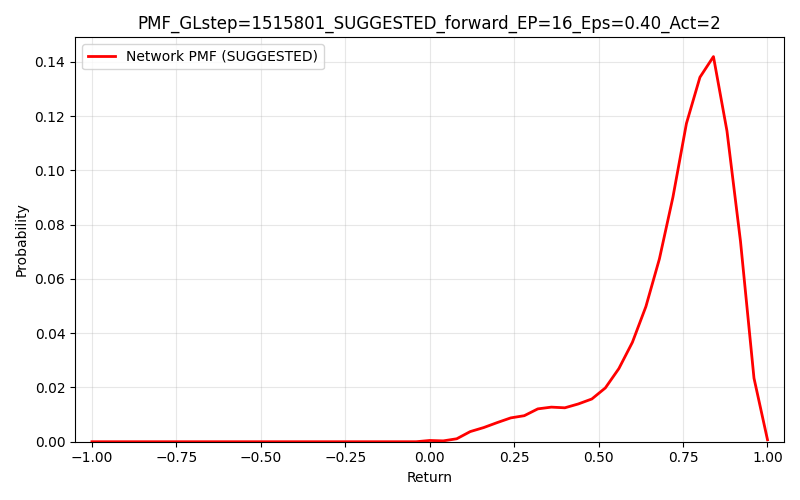 PMF_GLstep=1515801_SUGGESTED_forward_EP=16_Eps=0.40_Act=2
Network PMF (SUGGESTED)
0.14
0.12
0.10
0.08
0.06
0.04
0.02
0.00
Probability
−1.00 −0.75 −0.50 −0.25 0.00 0.25 0.50 0.75 1.00
Return